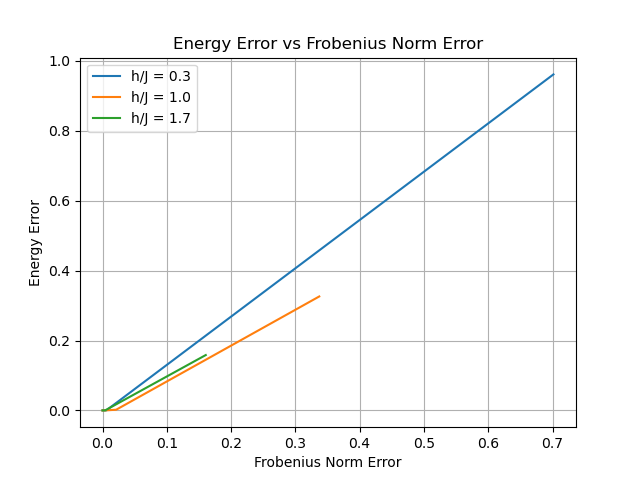 Energy Error vs Frobenius Norm Error
h/J = 0.3
h/J = 1.0
h/J = 1.7
Energy Error
1.0
0.8
0.6
0.4
0.2
0.0
0.0 0.1 0.2 0.3 0.4 0.5 0.6 0.7
Frobenius Norm Error